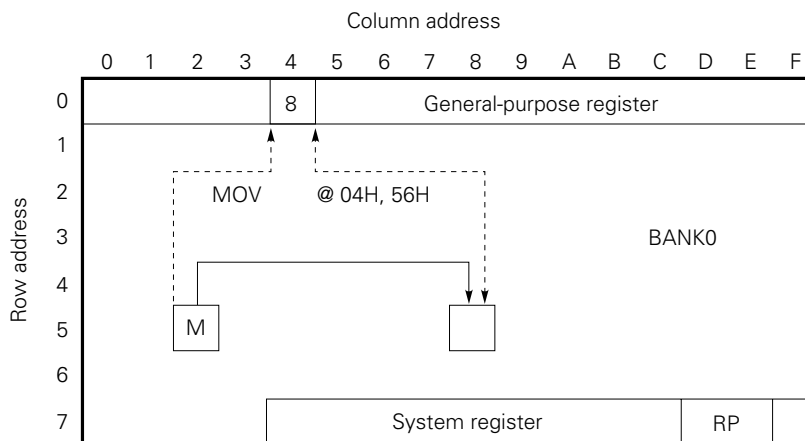 Column address
0 1 2 3 4 5 6 7 8 9 A B C D E F
Row address
0 8 General-purpose register
1
2 MOV @ 04H, 56H
3 BANK0
4
5 M
6
7 System register RP